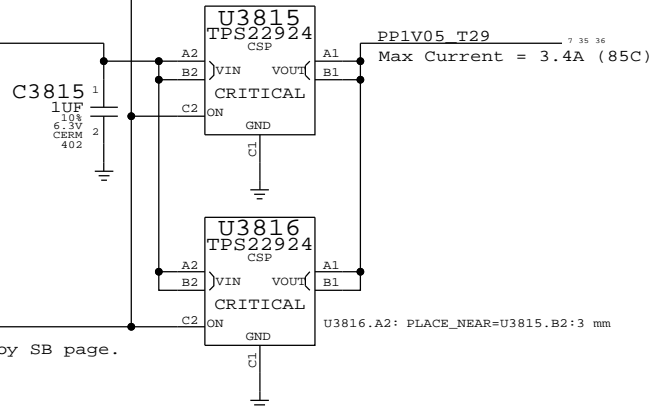 U3815
TPS22924
CSP
PP1V05_T29
7 35 36
Max Current = 3.4A (85C)
A2
A1
B2
VIN
VOUT
B1
C3815
1
1UF
10%
6.3V
CERM
402
2
CRITICAL
C2
ON
GND
C1
U3816
TPS22924
CSP
A2
A1
B2
VIN
VOUT
B1
CRITICAL
C2
ON
U3816.A2: PLACE_NEAR=U3815.B2:3 mm
GND
by SB page.
C1